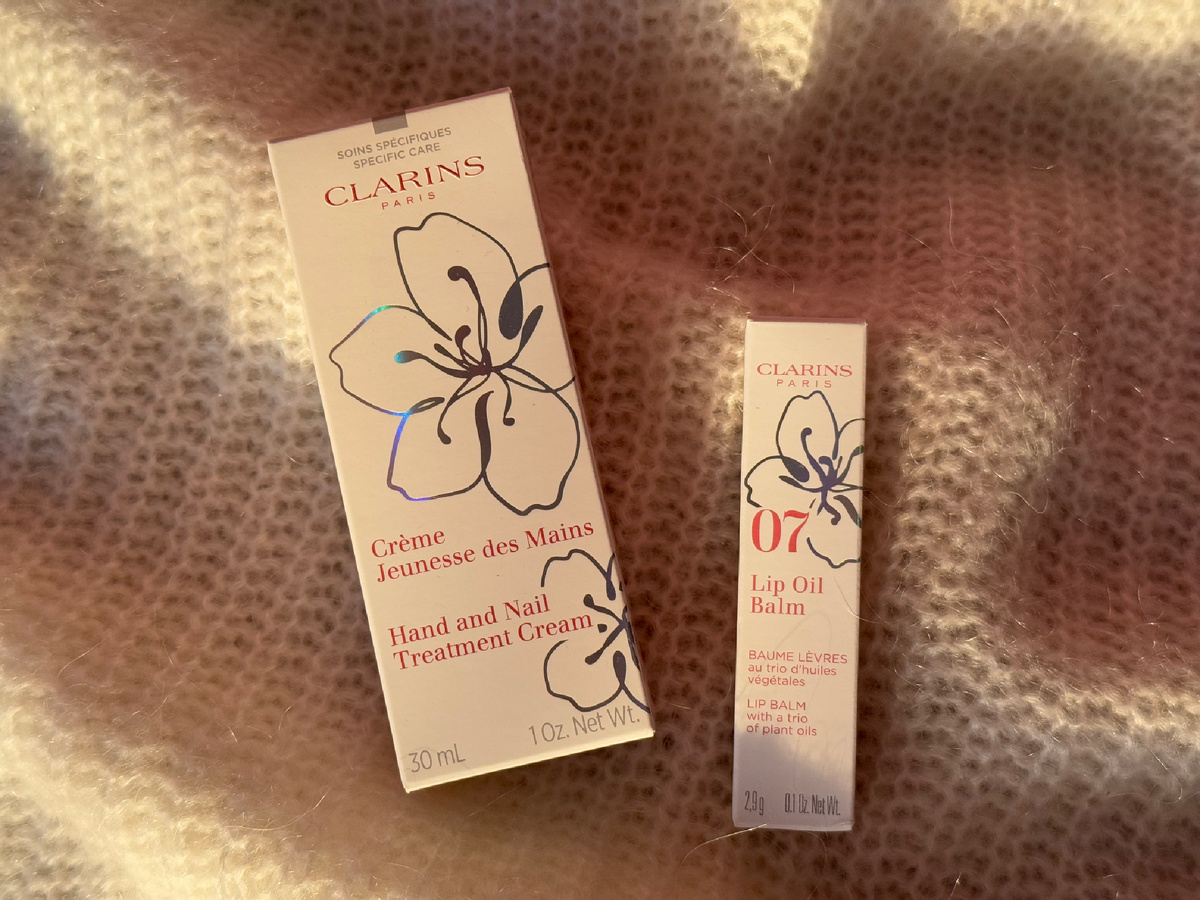 SOINS SPÉCIFIQUES
SPECIFIC CARE
CLARINS
PARIS
Crème
Jeunesse des Mains
Hand and Nail
Treatment Cream
30 mL
1 Oz. Net Wt.
CLARINS
PARIS
07
Lip Oil
Balm
BAUME LÈVRES
au trio d'huiles
végétales
LIP BALM
with a trio
of plant oils
2,9 g
0.1 Oz. Net Wt.